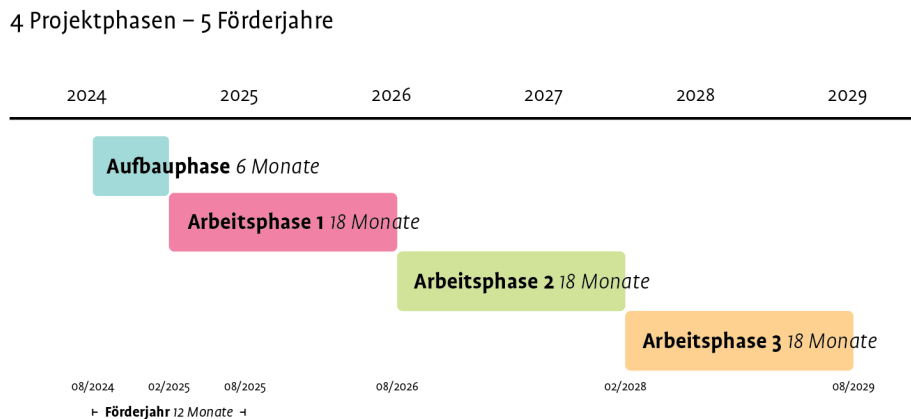 4 Projektphasen – 5 Förderjahre
2024 2025 2026 2027 2028 2029
Aufbauphase 6 Monate
Arbeitsphase 1 18 Monate
Arbeitsphase 2 18 Monate
Arbeitsphase 3 18 Monate
08/2024 02/2025 08/2025 08/2026 02/2028 08/2029
Förderjahr 12 Monate